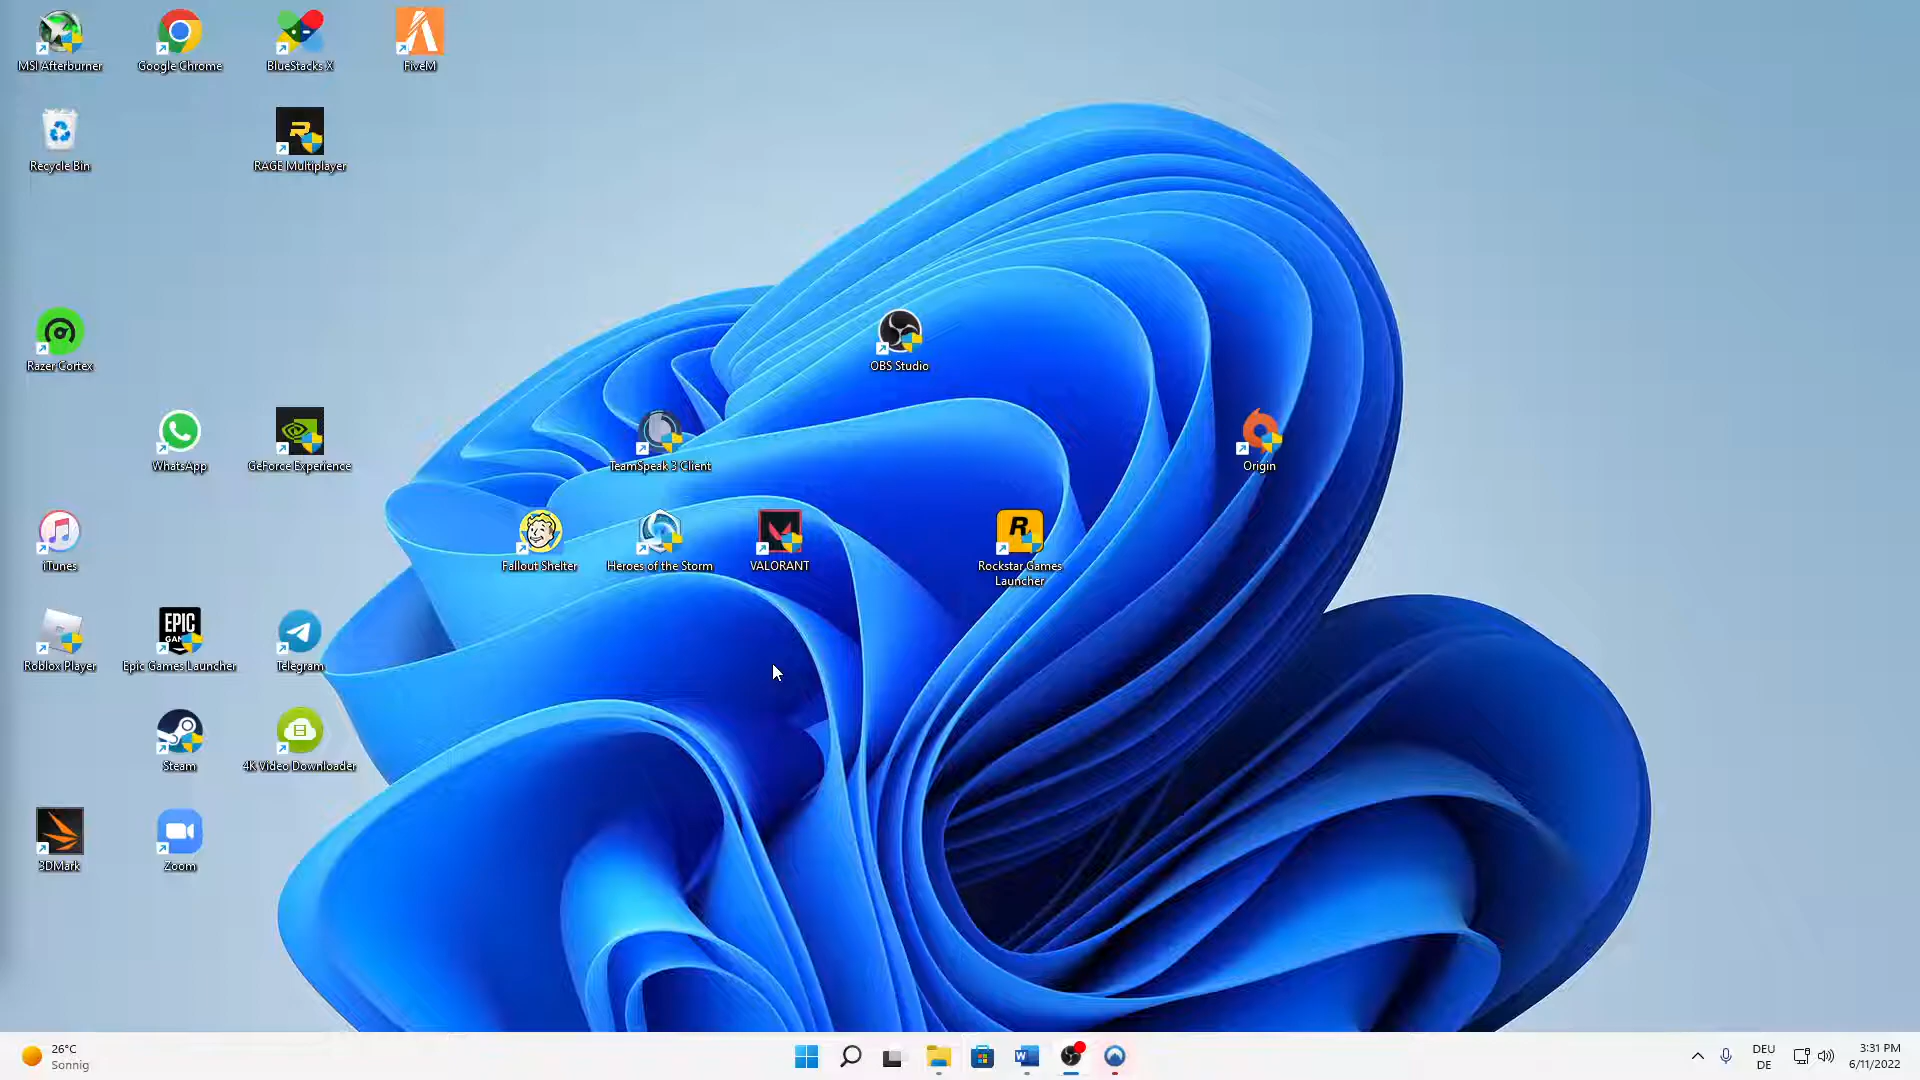 MSI Afterburner
Google Chrome
BlueStacks X
FiveM
Recycle Bin
RAGE Multiplayer
Razer Cortex
OBS Studio
WhatsApp
GeForce Experience
TeamSpeak 3 Client
Origin
iTunes
Fallout Shelter
Heroes of the Storm
VALORANT
R
Rockstar Games
Launcher
Roblox Player
EPIC
GAMES
Epic Games Launcher
Telegram
Steam
4K Video Downloader
3DMark
Zoom
26°C
Sonnig
W
DEU
DE
3:31 PM
6/11/2022